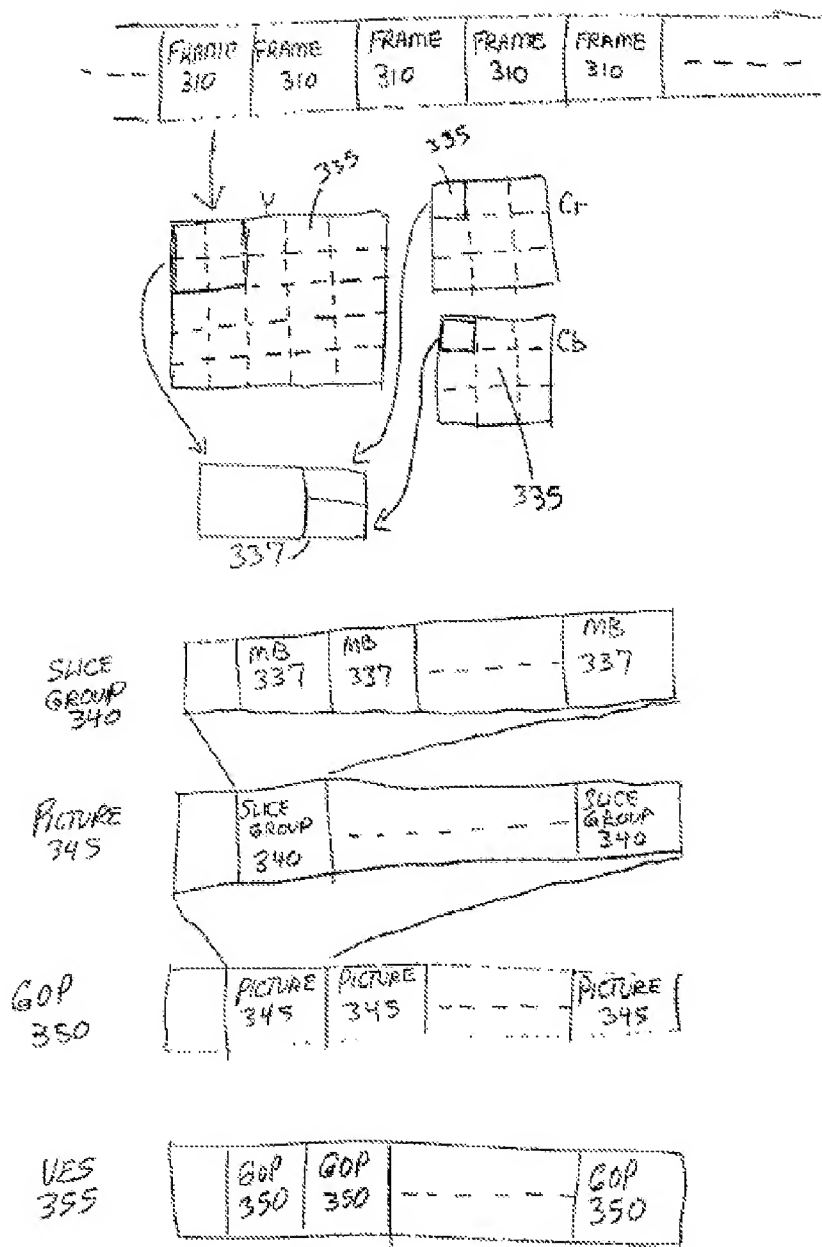 FRAME FRAME FRAME FRAME FRAME
310 310 310 310 310
335
335
Y
Cr
Cb
335
337
SLICE GROUP 340
MB 337
MB 337
MB 337
PICTURE 345
SLICE GROUP 340
SLICE GROUP 340
GOP 350
PICTURE 345
PICTURE 345
PICTURE 345
VES 355
GOP 350
GOP 350
GOP 350